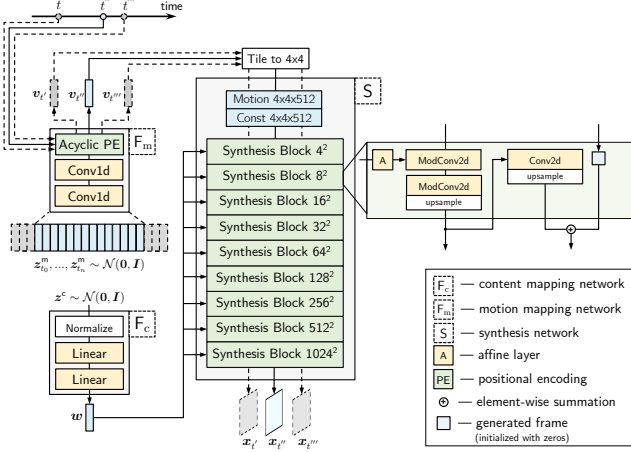 t t″ t‴ time
v_t′ v_t″ v_t‴
Tile to 4x4
S
Motion 4x4x512
Const 4x4x512
Acyclic PE
F_m
Conv1d
Conv1d
z^m_t₀, ..., z^m_tₙ ∼ N(0, I)
z^c ∼ N(0, I)
Normalize
F_c
Linear
Linear
w
Synthesis Block 4²
Synthesis Block 8²
Synthesis Block 16²
Synthesis Block 32²
Synthesis Block 64²
Synthesis Block 128²
Synthesis Block 256²
Synthesis Block 512²
Synthesis Block 1024²
x_t′ x_t″ x_t‴
A
ModConv2d
ModConv2d
upsample
Conv2d
upsample
F_c — content mapping network
F_m — motion mapping network
S — synthesis network
A — affine layer
PE — positional encoding
— element-wise summation
— generated frame
(initialized with zeros)